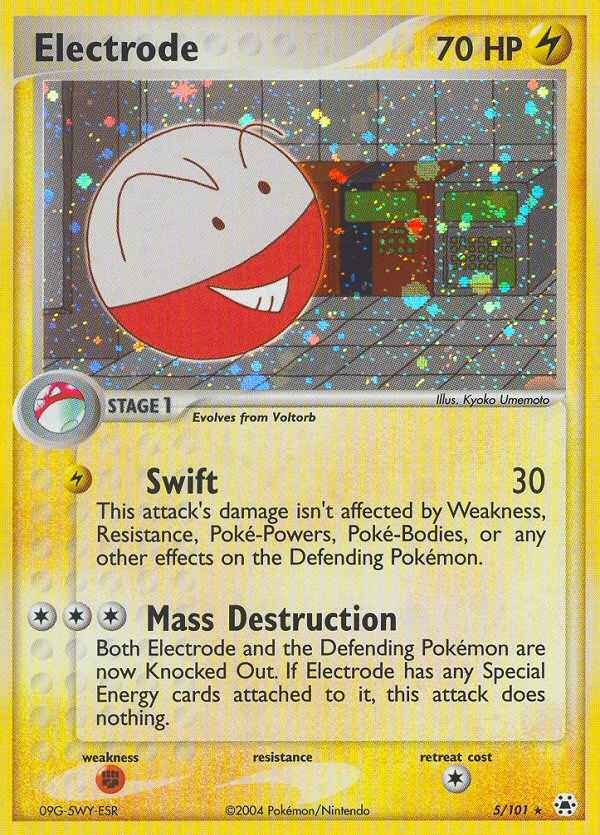 Electrode 70 HP
STAGE 1
Illus. Kyoko Umemoto
Evolves from Voltorb
Swift 30
This attack's damage isn't affected by Weakness,
Resistance, Poké-Powers, Poké-Bodies, or any
other effects on the Defending Pokémon.
Mass Destruction
Both Electrode and the Defending Pokémon are
now Knocked Out. If Electrode has any Special
Energy cards attached to it, this attack does
nothing.
weakness resistance retreat cost
09G-5WY-ESR ©2004 Pokémon/Nintendo 5/101 ★